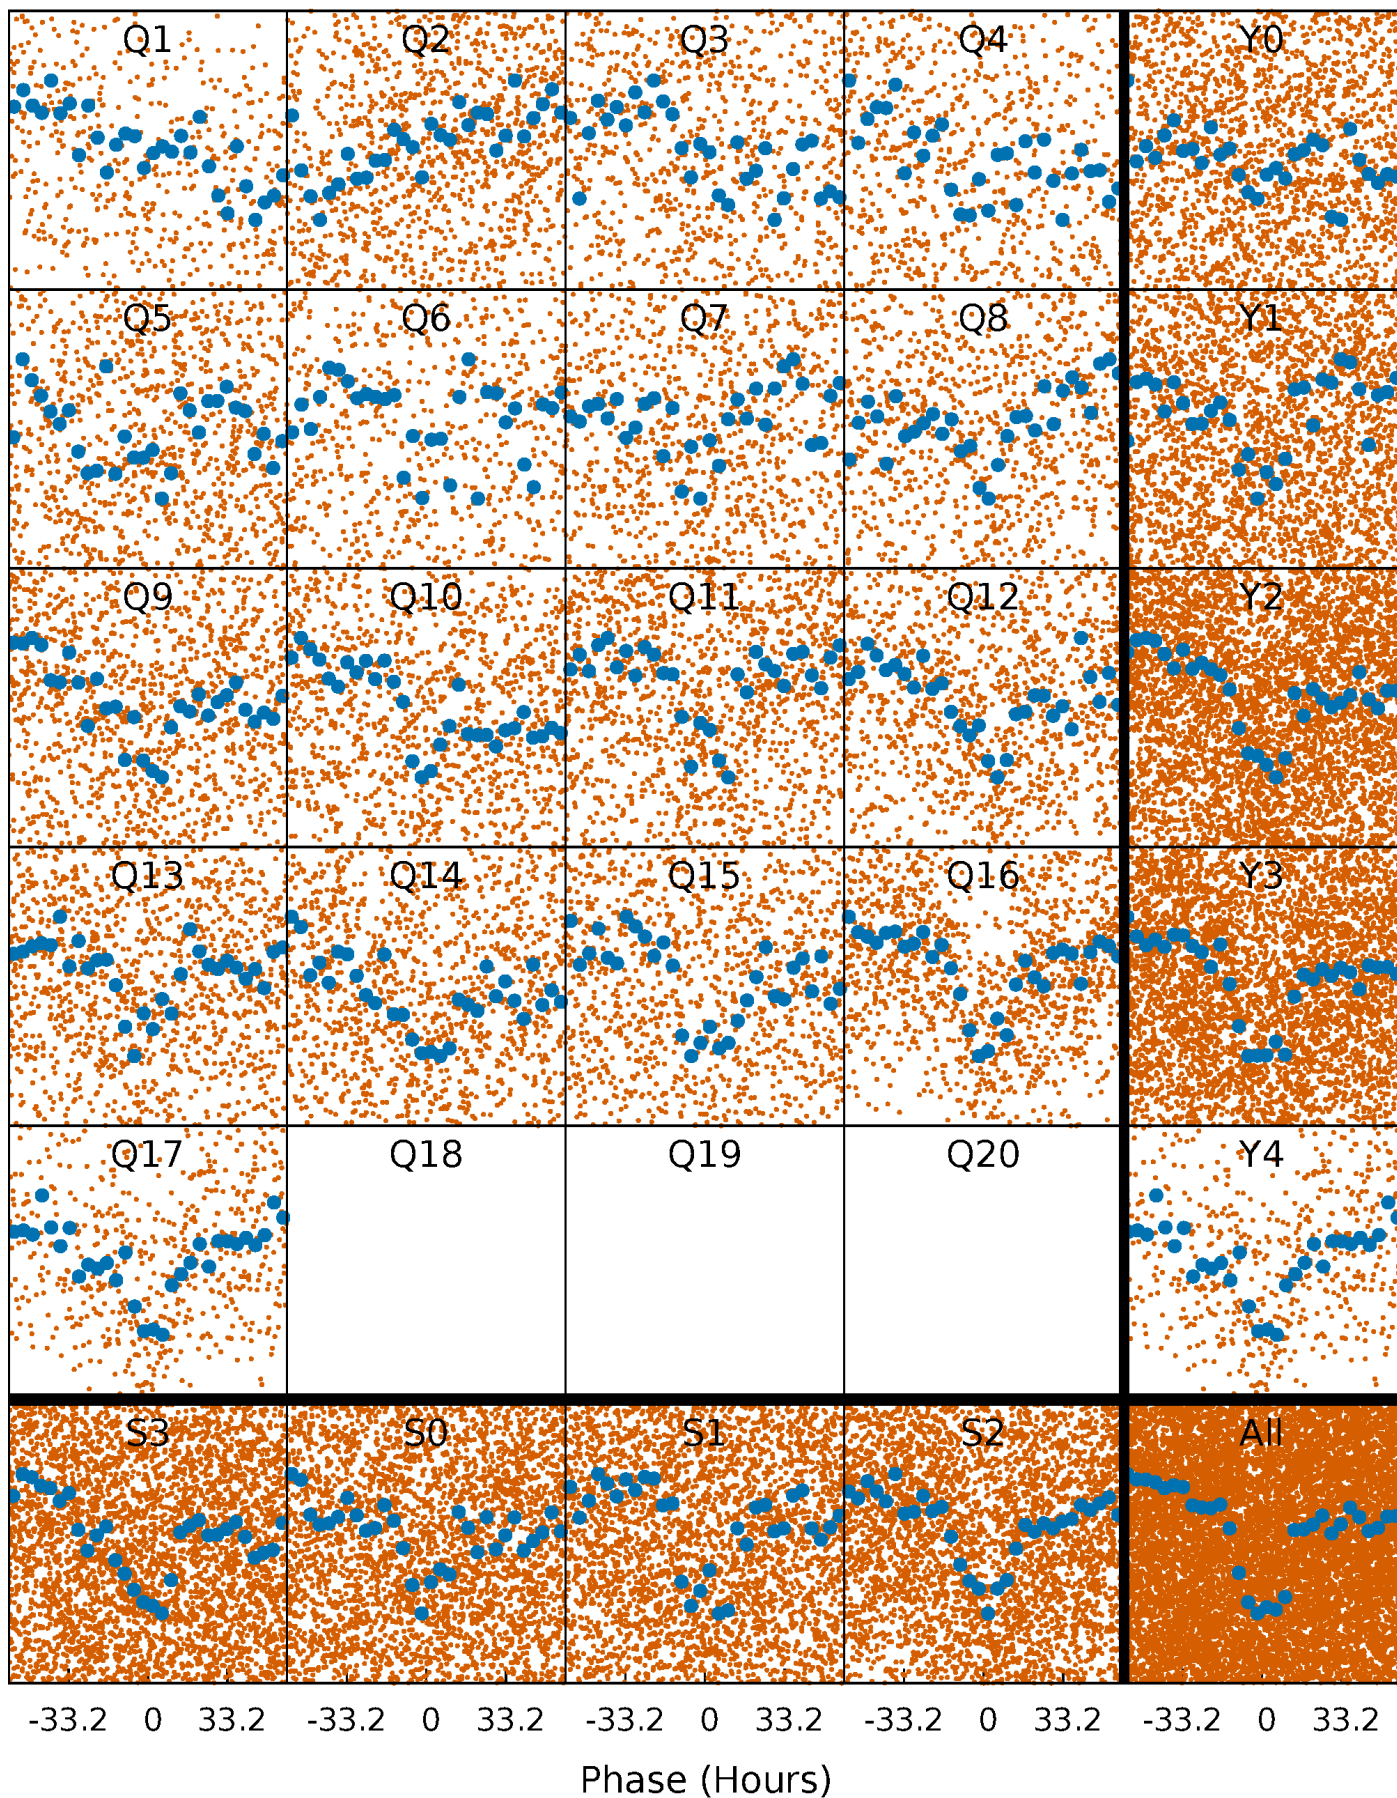 Q1 Q2 Q3 Q4 Y0
Q5 Q6 Q7 Q8 Y1
Q9 Q10 Q11 Q12 Y2
Q13 Q14 Q15 Q16 Y3
Q17 Q18 Q19 Q20 Y4
S3 S0 S1 S2 All
-33.2 0 33.2 -33.2 0 33.2 -33.2 0 33.2 -33.2 0 33.2 -33.2 0 33.2
Phase (Hours)